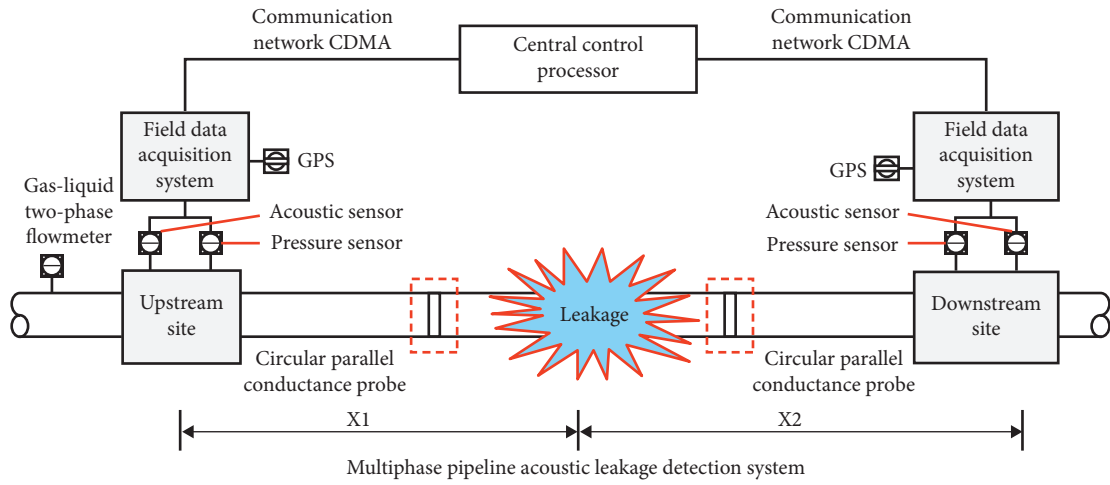 Communication
network CDMA
Central control
processor
Communication
network CDMA
Field data
acquisition
system
GPS
GPS
Field data
acquisition
system
Gas-liquid
two-phase
flowmeter
Acoustic sensor
Pressure sensor
Acoustic sensor
Pressure sensor
Upstream
site
Leakage
Downstream
site
Circular parallel
conductance probe
Circular parallel
conductance probe
X1
X2
Multiphase pipeline acoustic leakage detection system